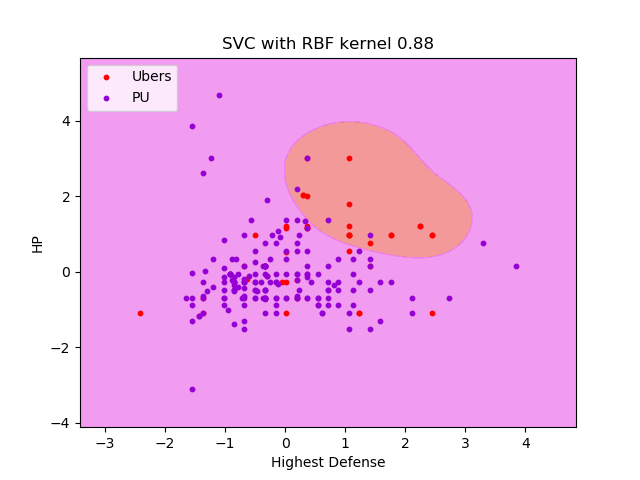 SVC with RBF kernel 0.88
Ubers
PU
4
2
0
−2
−4
HP
−3
−2
−1
0
1
2
3
4
Highest Defense